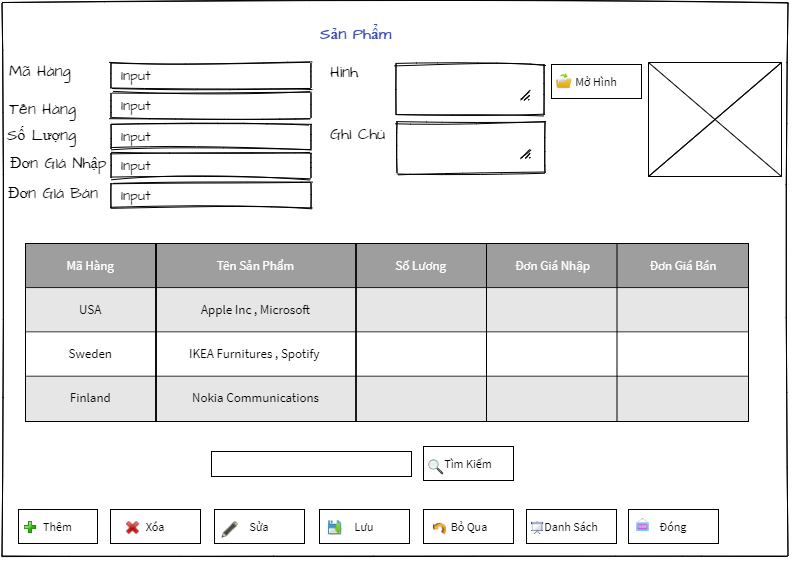 Sản Phẩm
Mã Hàng input Hình Mở Hình
Tên Hàng input
Số Lượng input Ghi Chú
Đơn Giá Nhập input
Đơn Giá Bán input
Mã Hàng Tên Sản Phẩm Số Lương Đơn Giá Nhập Đơn Giá Bán
USA Apple Inc , Microsoft
Sweden IKEA Furnitures , Spotify
Finland Nokia Communications
Tìm Kiếm
Thêm Xóa Sửa Lưu Bỏ Qua Danh Sách Đóng